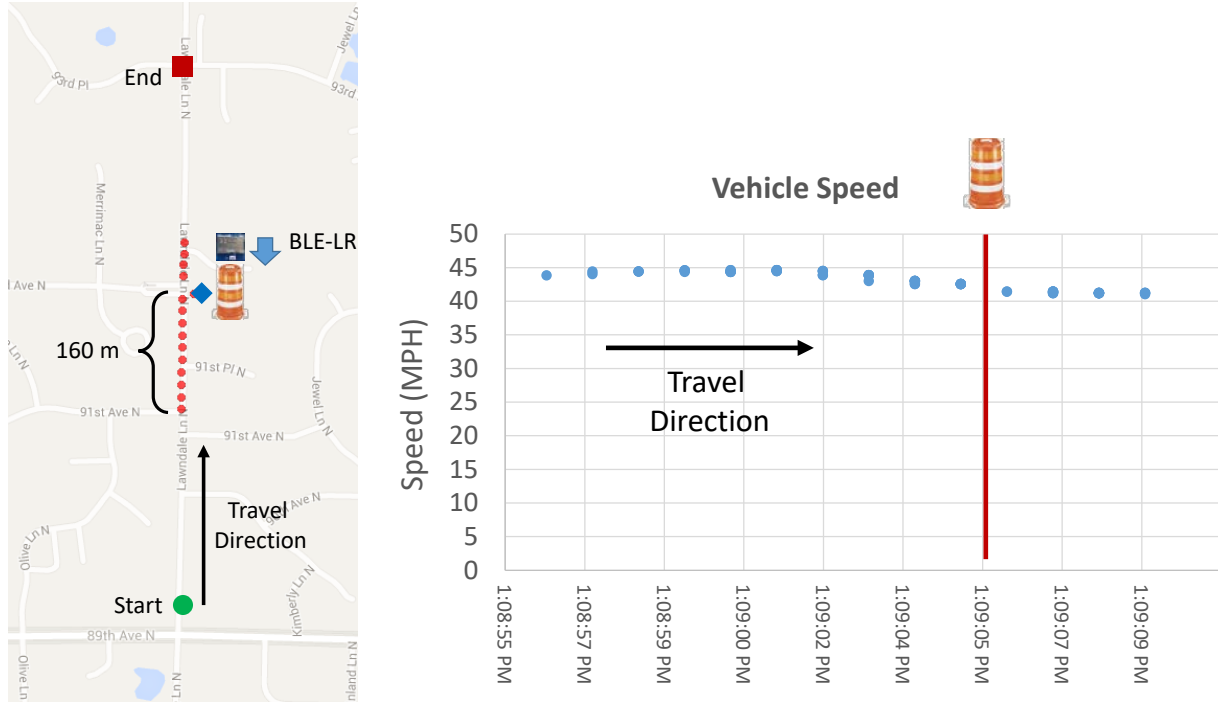 Jewel Ln
Lawndale Ln N
End
93rd Pl
93rd
Merrimac Ln N
BLE-LR
Ave N
160 m
91st Pl N
Jewel Ln N
91st Ave N
91st Ave N
Lawndale Ln N
Travel
Direction
Olive Ln N
Kimberly Ln N
Start
89th Ave N
Olive Ln
Ln N
nland Ln N
Vehicle Speed
Speed (MPH)
50
45
40
35
30
25
20
15
10
5
0
Travel
Direction
1:08:55 PM
1:08:57 PM
1:08:59 PM
1:09:00 PM
1:09:02 PM
1:09:04 PM
1:09:05 PM
1:09:07 PM
1:09:09 PM